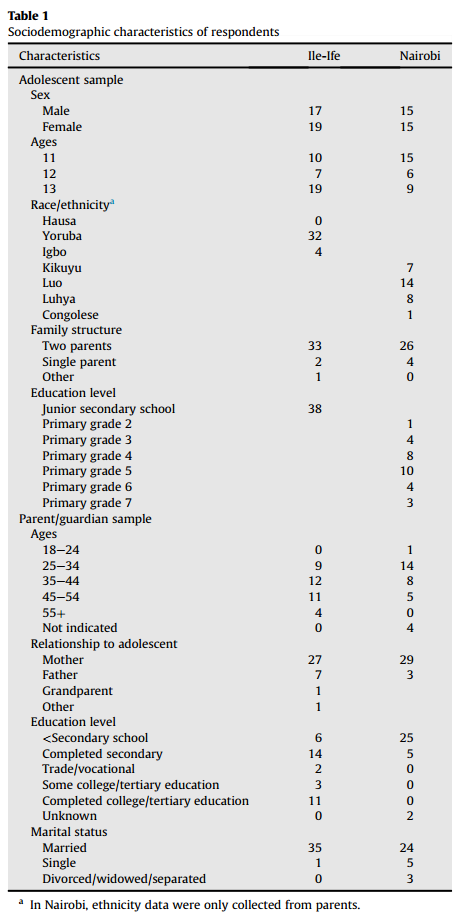 Table 1
Sociodemographic characteristics of respondents
Characteristics Ile-Ife Nairobi
Adolescent sample
Sex
Male 17 15
Female 19 15
Ages
11 10 15
12 7 6
13 19 9
Race/ethnicityᵃ
Hausa 0
Yoruba 32
Igbo 4
Kikuyu 7
Luo 14
Luhya 8
Congolese 1
Family structure
Two parents 33 26
Single parent 2 4
Other 1 0
Education level
Junior secondary school 38
Primary grade 2 1
Primary grade 3 4
Primary grade 4 8
Primary grade 5 10
Primary grade 6 4
Primary grade 7 3
Parent/guardian sample
Ages
18–24 0 1
25–34 9 14
35–44 12 8
45–54 11 5
55+ 4 0
Not indicated 0 4
Relationship to adolescent
Mother 27 29
Father 7 3
Grandparent 1
Other 1
Education level
<Secondary school 6 25
Completed secondary 14 5
Trade/vocational 2 0
Some college/tertiary education 3 0
Completed college/tertiary education 11 0
Unknown 0 2
Marital status
Married 35 24
Single 1 5
Divorced/widowed/separated 0 3
ᵃ In Nairobi, ethnicity data were only collected from parents.